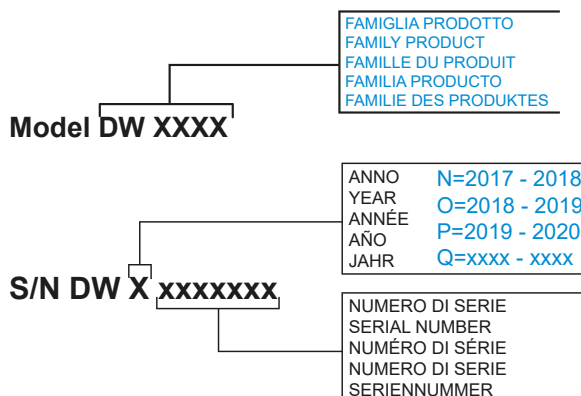 FAMIGLIA PRODOTTO
FAMILY PRODUCT
FAMILLE DU PRODUIT
FAMILIA PRODUCTO
FAMILIE DES PRODUKTES
Model DW XXXX
ANNO
YEAR
ANNÉE
AÑO
JAHR
N=2017 - 2018
O=2018 - 2019
P=2019 - 2020
Q=xxxx - xxxx
S/N DW X xxxxxxx
NUMERO DI SERIE
SERIAL NUMBER
NUMÉRO DI SÉRIE
NUMERO DI SERIE
SERIENNUMMER